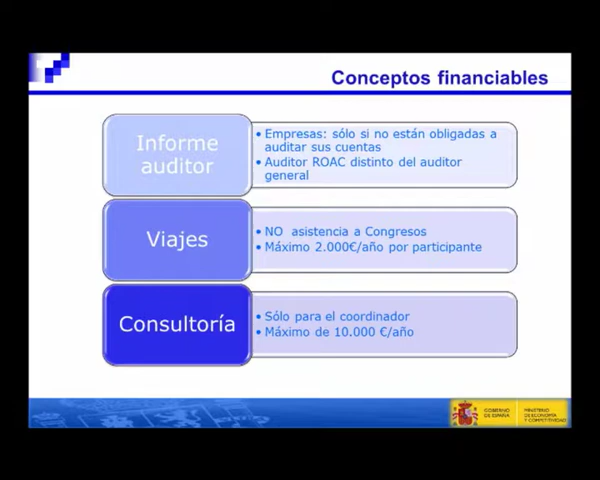 Conceptos financiables
Informe
auditor
• Empresas: sólo si no están obligadas a
auditar sus cuentas
• Auditor ROAC distinto del auditor
general
Viajes
• NO asistencia a Congresos
• Máximo 2.000€/año por participante
Consultoría
• Sólo para el coordinador
• Máximo de 10.000 €/año
GOBIERNO
DE ESPAÑA
MINISTERIO
DE ECONOMÍA
Y COMPETITIVIDAD